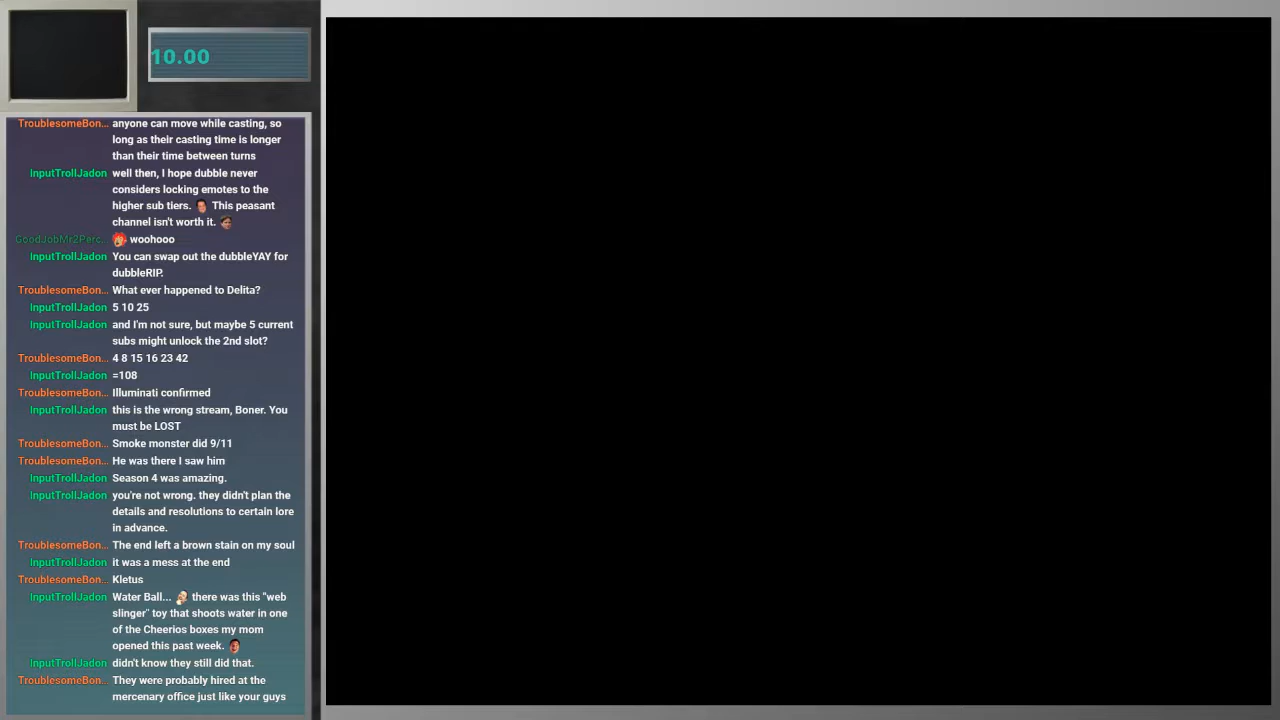 10.00
TroublesomeBon... anyone can move while casting, so
long as their casting time is longer
than their time between turns
InputTrollJadon well then, I hope dubble never
considers locking emotes to the
higher sub tiers. This peasant
channel isn't worth it.
GoodJobMr2Perc... woohooo
InputTrollJadon You can swap out the dubbleYAY for
dubbleRIP.
TroublesomeBon... What ever happened to Delita?
InputTrollJadon 5 10 25
InputTrollJadon and I'm not sure, but maybe 5 current
subs might unlock the 2nd slot?
TroublesomeBon... 4 8 15 16 23 42
InputTrollJadon =108
TroublesomeBon... Illuminati confirmed
InputTrollJadon this is the wrong stream, Boner. You
must be LOST
TroublesomeBon... Smoke monster did 9/11
TroublesomeBon... He was there I saw him
InputTrollJadon Season 4 was amazing.
InputTrollJadon you're not wrong. they didn't plan the
details and resolutions to certain lore
in advance.
TroublesomeBon... The end left a brown stain on my soul
InputTrollJadon it was a mess at the end
TroublesomeBon... Kletus
InputTrollJadon Water Ball... there was this "web
slinger" toy that shoots water in one
of the Cheerios boxes my mom
opened this past week.
InputTrollJadon didn't know they still did that.
TroublesomeBon... They were probably hired at the
mercenary office just like your guys